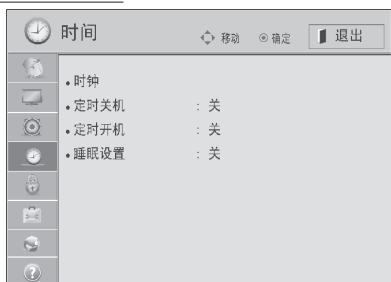 时间 移动 确定 退出
•时钟
•定时关机 : 关
•定时开机 : 关
•睡眠设置 : 关
?